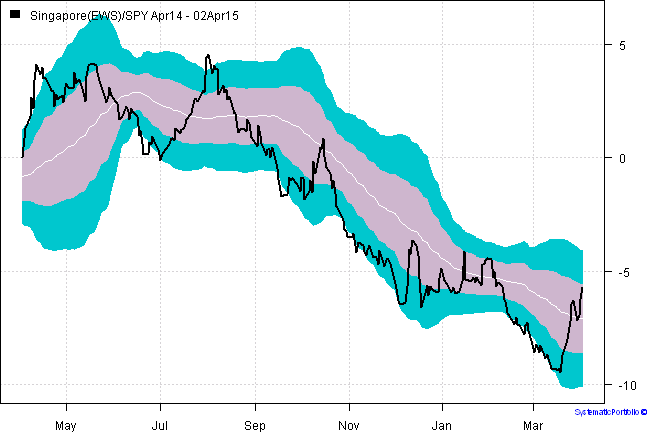 Singapore(EWS)/SPY Apr14 - 02Apr15
5
0
-5
-10
May Jul Sep Nov Jan Mar
SystematicPortfolio ©